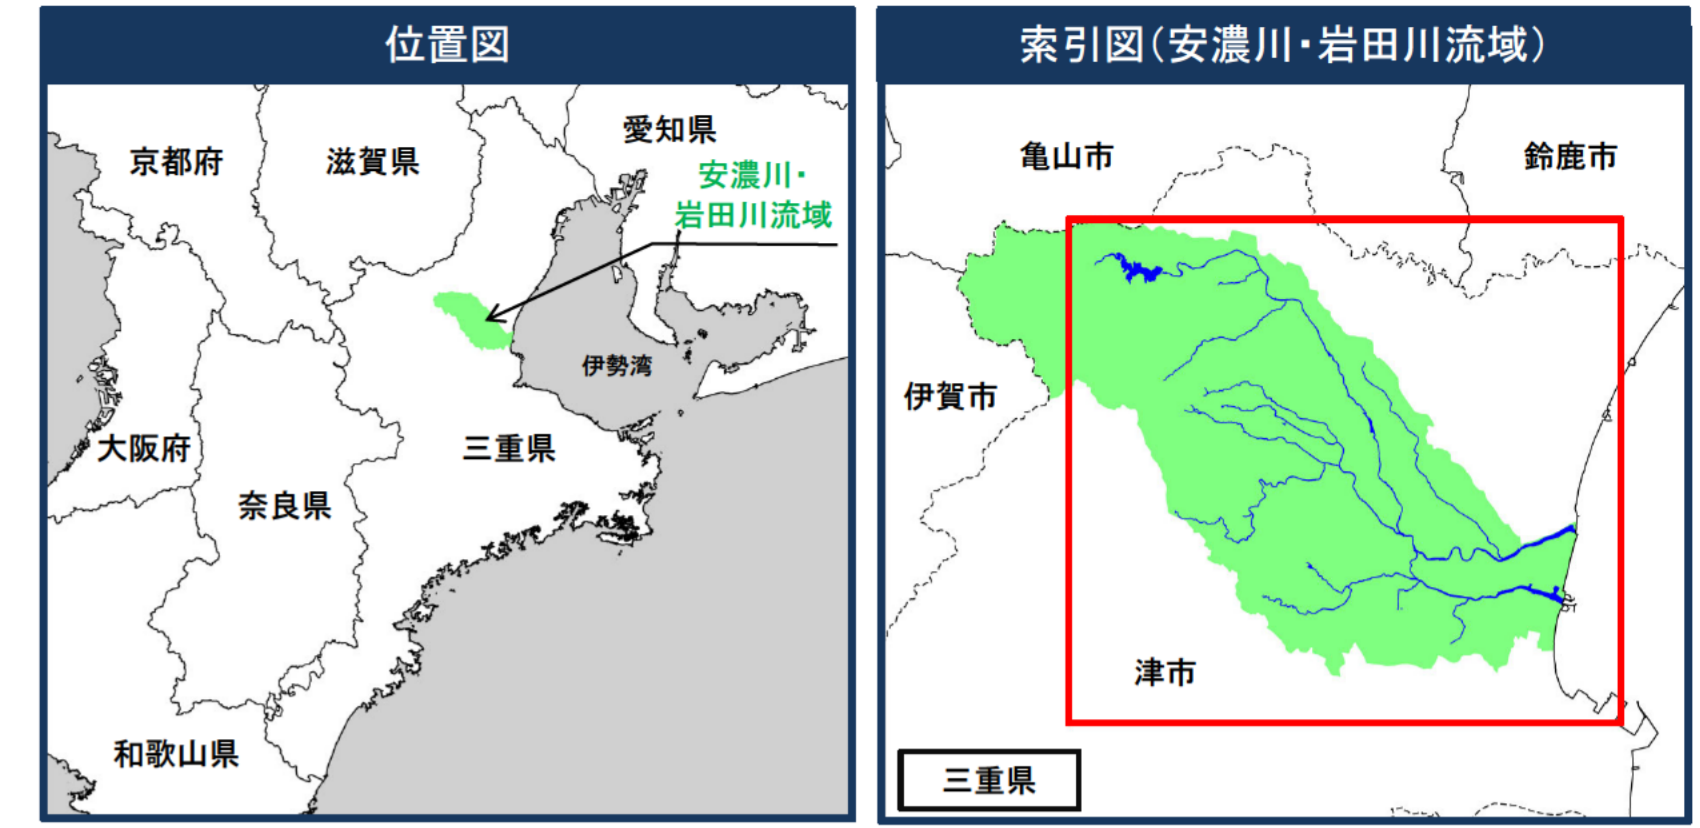 位置図
京都府
滋賀県
愛知県
安濃川・
岩田川流域
伊勢湾
大阪府
三重県
奈良県
和歌山県
索引図（安濃川・岩田川流域）
亀山市
鈴鹿市
伊賀市
津市
三重県